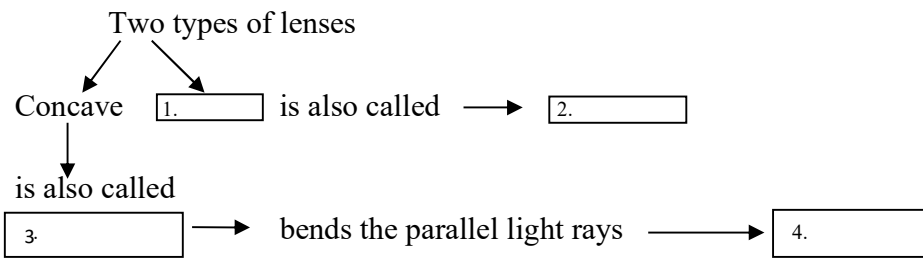 Two types of lenses
Concave 1. is also called 2.
is also called
3. bends the parallel light rays 4.